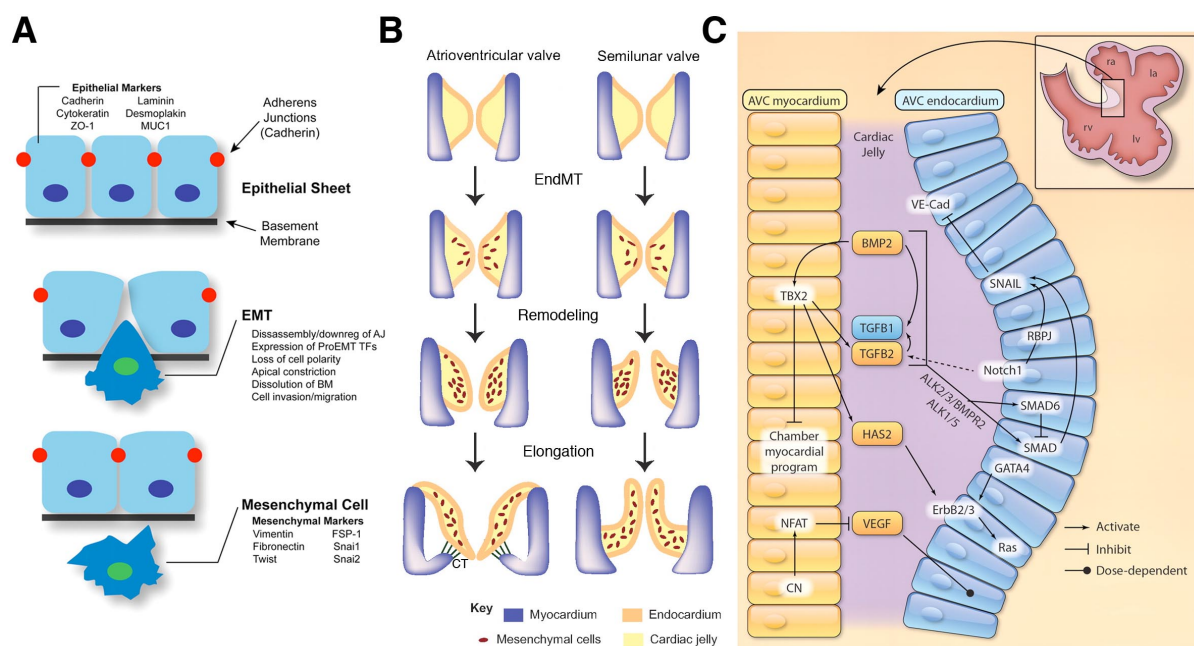 A
Epithelial Markers
Cadherin Laminin
Cytokeratin Desmoplakin
ZO-1 MUC1
Adherens
Junctions
(Cadherin)
Epithelial Sheet
Basement
Membrane
EMT
Dissassembly/downreg of AJ
Expression of ProEMT TFs
Loss of cell polarity
Apical constriction
Dissolution of BM
Cell invasion/migration
Mesenchymal Cell
Mesenchymal Markers
Vimentin FSP-1
Fibronectin Snai1
Twist Snai2
B
Atrioventricular valve Semilunar valve
EndMT
Remodeling
Elongation
CT
Key
Myocardium Endocardium
Mesenchymal cells Cardiac jelly
C
AVC myocardium
AVC endocardium
Cardiac
Jelly
ra
la
rv
lv
VE-Cad
BMP2
SNAIL
TBX2
TGFB1
RBPJ
TGFB2
Notch1
ALK2/3/BMPR2
ALK1/5
SMAD6
HAS2
SMAD
Chamber
myocardial
program
GATA4
ErbB2/3
NFAT
VEGF
Ras
CN
Activate
Inhibit
Dose-dependent